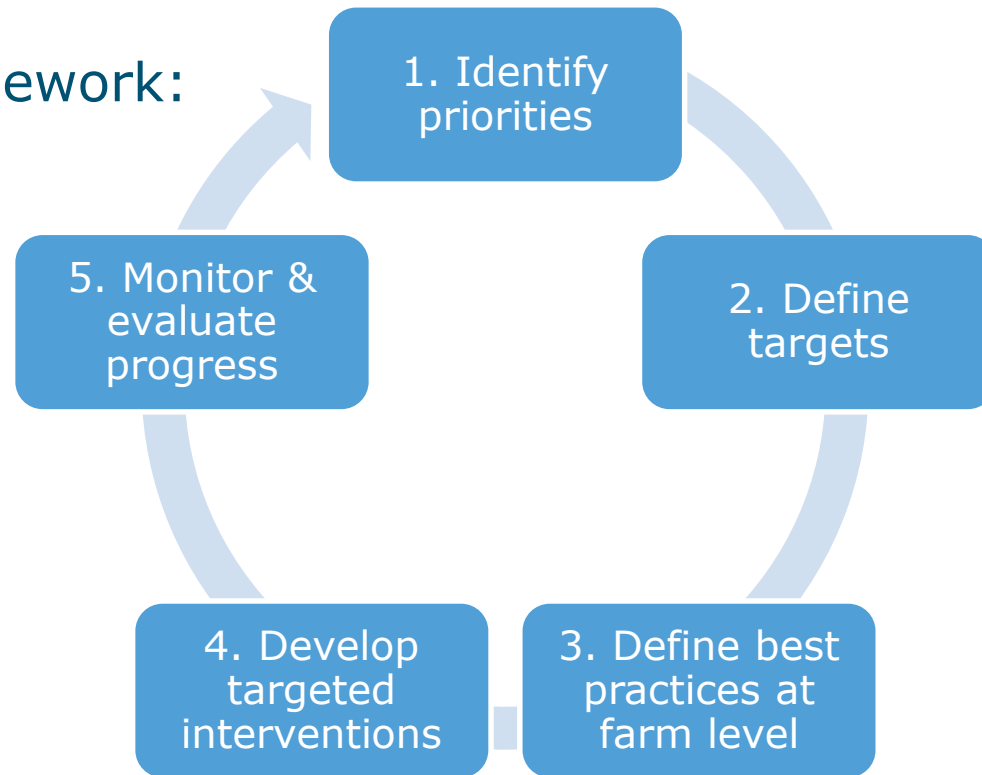 ework:
1. Identify
priorities
2. Define
targets
3. Define best
practices at
farm level
4. Develop
targeted
interventions
5. Monitor &
evaluate
progress